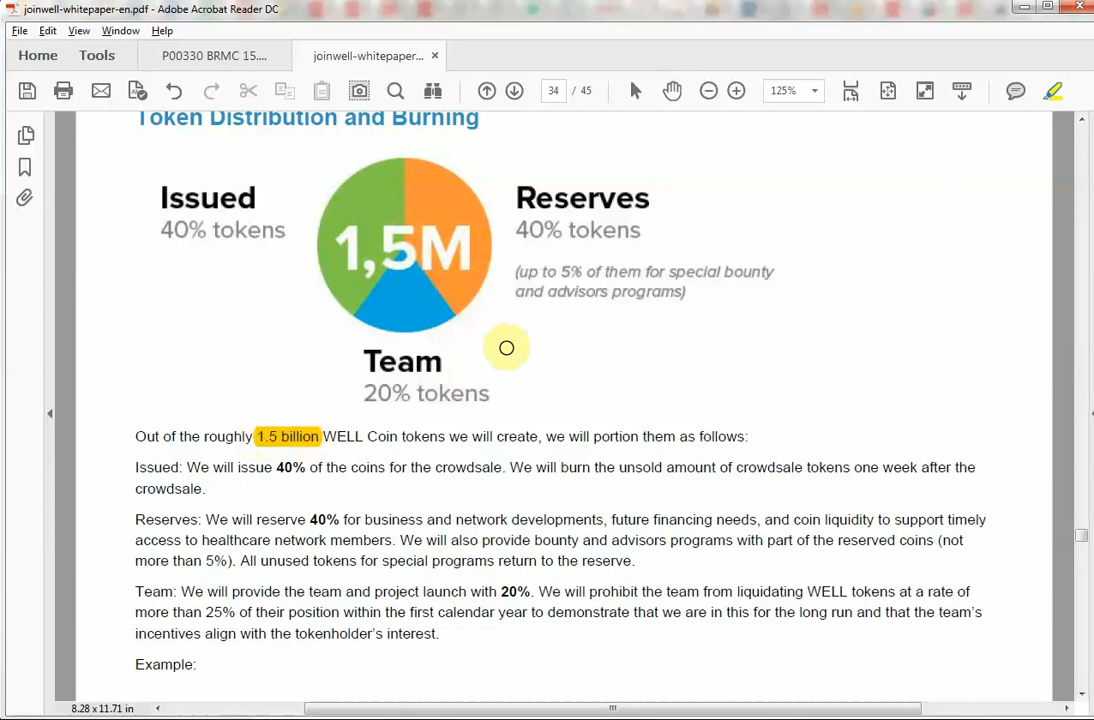 joinwell-whitepaper-en.pdf - Adobe Acrobat Reader DC
File Edit View Window Help
Home Tools P00330 BRMC 15.... joinwell-whitepaper... ×
34 / 45 125%
Token Distribution and Burning
Issued
40% tokens
1,5M
Reserves
40% tokens
(up to 5% of them for special bounty
and advisors programs)
Team
20% tokens
Out of the roughly 1.5 billion WELL Coin tokens we will create, we will portion them as follows:
Issued: We will issue 40% of the coins for the crowdsale. We will burn the unsold amount of crowdsale tokens one week after the
crowdsale.
Reserves: We will reserve 40% for business and network developments, future financing needs, and coin liquidity to support timely
access to healthcare network members. We will also provide bounty and advisors programs with part of the reserved coins (not
more than 5%). All unused tokens for special programs return to the reserve.
Team: We will provide the team and project launch with 20%. We will prohibit the team from liquidating WELL tokens at a rate of
more than 25% of their position within the first calendar year to demonstrate that we are in this for the long run and that the team's
incentives align with the tokenholder's interest.
Example:
8.28 x 11.71 in